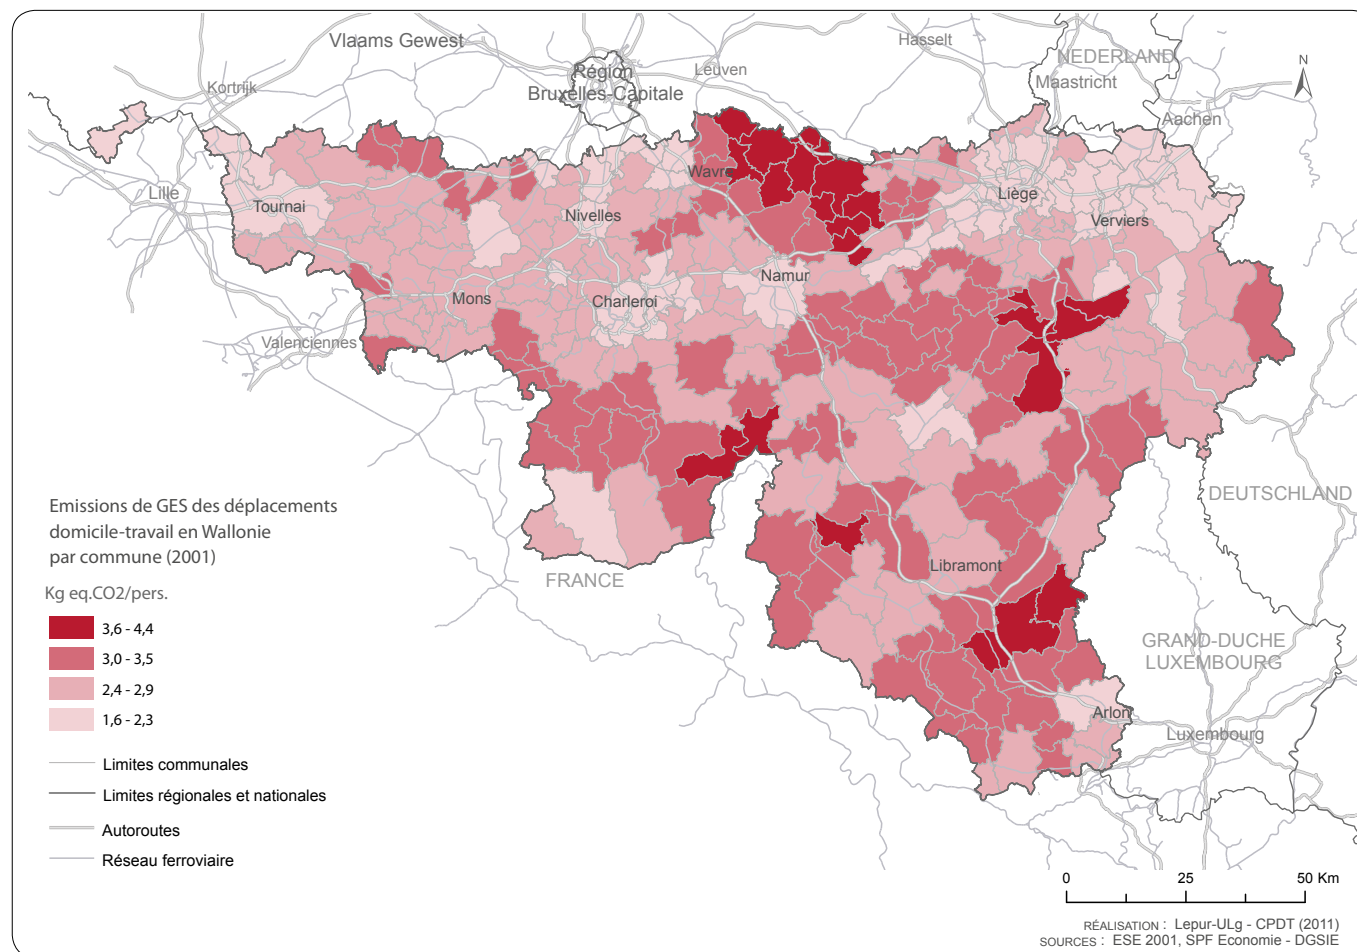 Vlaams Gewest
Hasselt
NEDERLAND
Région
Bruxelles-Capitale
Leuven
Maastricht
N
Kortrijk
Aachen
Lille
Wavre
Liège
Tournai
Nivelles
Verviers
Namur
Mons
Charleroi
Valenciennes
DEUTSCHLAND
Emissions de GES des déplacements
domicile-travail en Wallonie
par commune (2001)
FRANCE
Libramont
Kg eq.CO2/pers.
3,6 - 4,4
3,0 - 3,5
2,4 - 2,9
1,6 - 2,3
GRAND-DUCHE
LUXEMBOURG
Arlon
Luxembourg
Limites communales
Limites régionales et nationales
Autoroutes
Réseau ferroviaire
0 25 50 Km
RÉALISATION : Lepur-ULg - CPDT (2011)
SOURCES : ESE 2001, SPF Economie - DGSIE